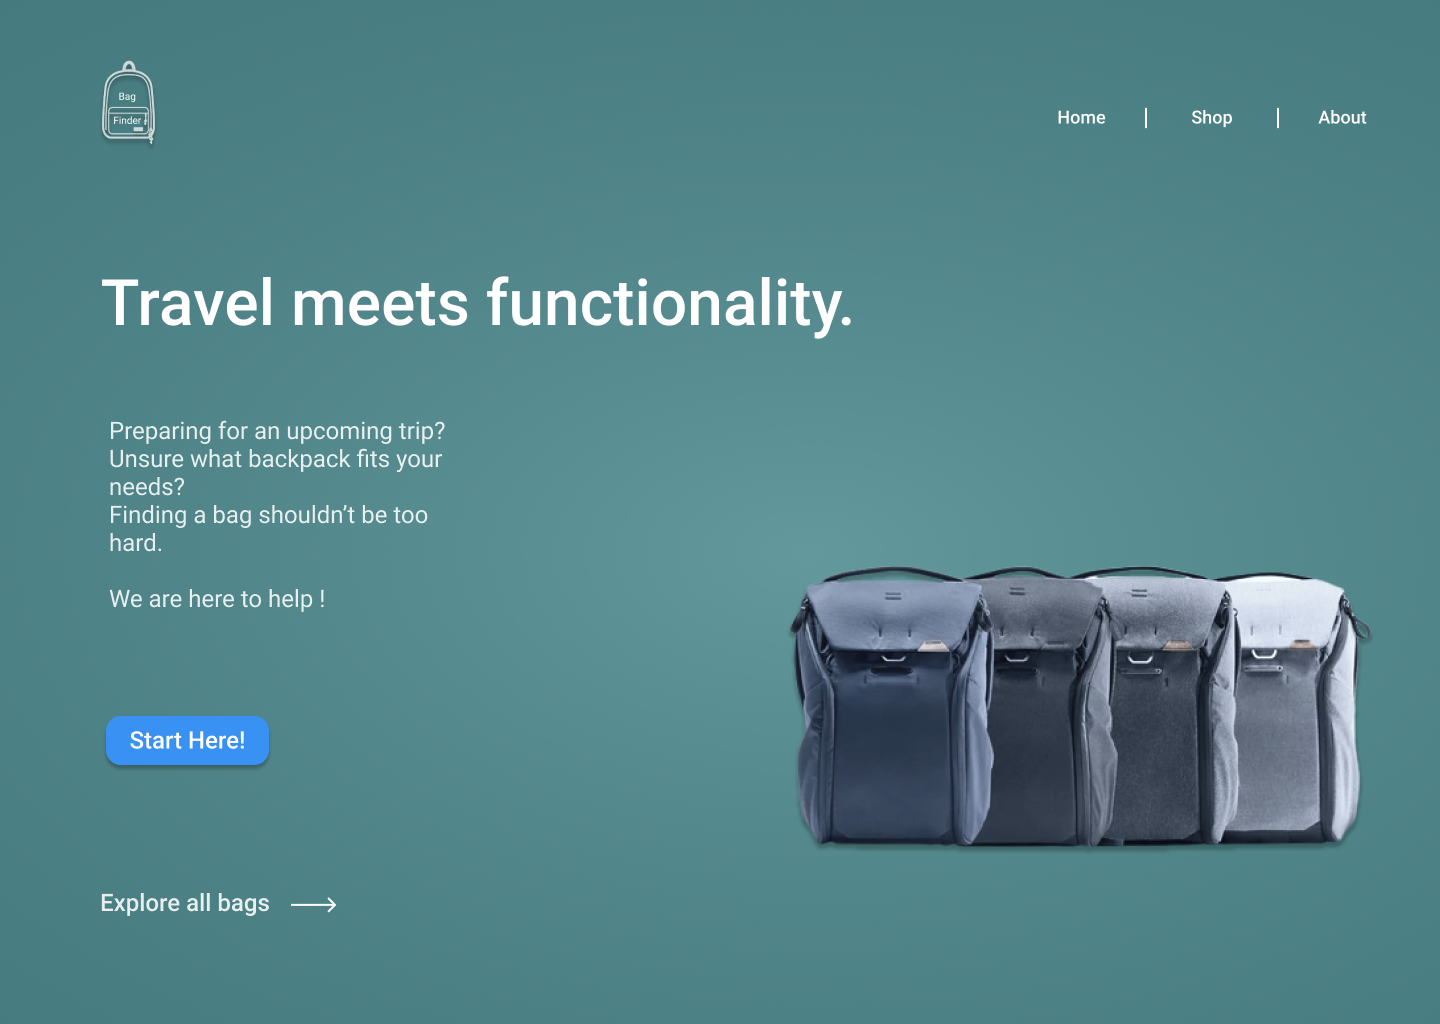 Bag
Finder
Home
Shop
About
Travel meets functionality.
Preparing for an upcoming trip?
Unsure what backpack fits your
needs?
Finding a bag shouldn’t be too
hard.
We are here to help !
Start Here!
Explore all bags